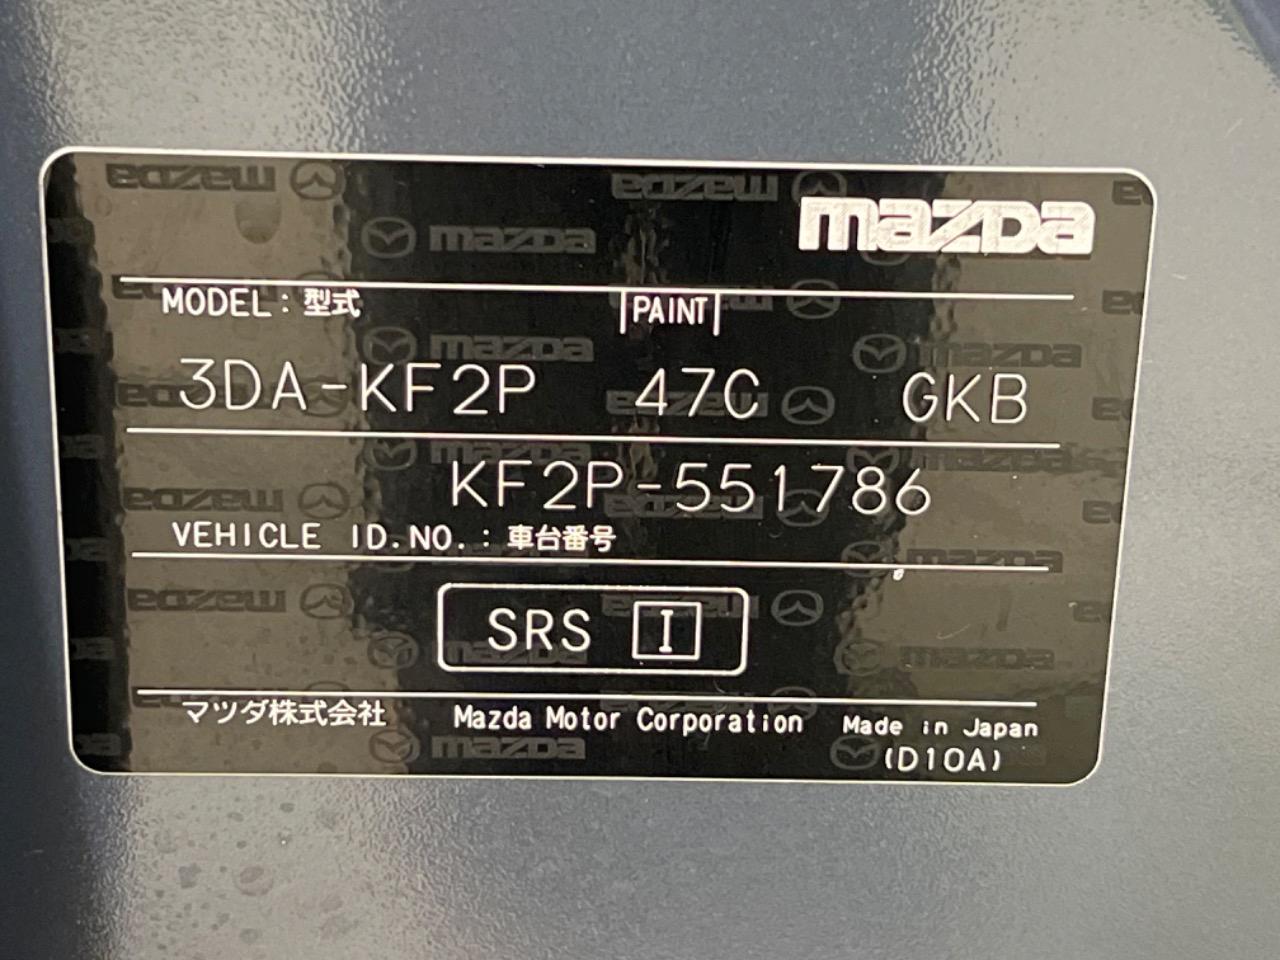 mazda
MODEL : 型式 PAINT
3DA-KF2P 47C GKB
KF2P-551786
VEHICLE ID.NO. : 車台番号
SRS I
マツダ株式会社 Mazda Motor Corporation Made in Japan
(D10A)